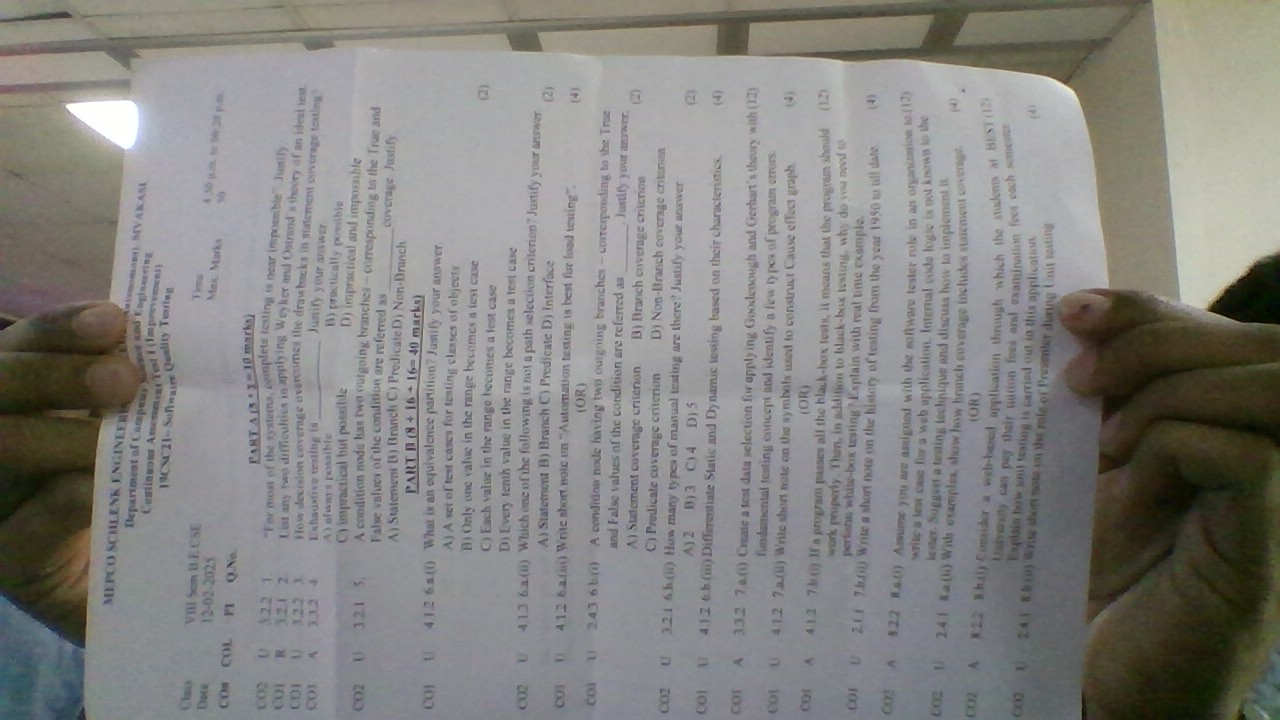 MEPCO SCHLENK ENGINEERING
Department of Computer Science and Engineering
Continuous Assessment Test I (Improvement)
19CNC21– Software Quality Testing
Class VIII Sem B.E. CSE Time 4.50 p.m. to 06.20 p.m.
Date 12-02-2025 Max. Marks 50
CO# COL PI Q.No.
PART A (5 * 2 = 10 marks)
CO2 U 3.2.2 1. "For most of the systems, complete testing is near impossible". Justify
CO1 R 3.2.1 2. List any two difficulties in applying Weyker and Ostrand's theory of an ideal test.
CO1 U 3.2.2 3. How decision coverage overcomes the drawbacks in statement coverage testing?
CO1 A 3.3.2 4. Exhaustive testing is ________. Justify your answer
A) always possible B) practically possible
C) impractical but possible D) impractical and impossible
CO2 U 3.2.1 5. A condition node has two outgoing branches – corresponding to the True and
False values of the condition are referred as ________ coverage. Justify
A) Statement B) Branch C) Predicate D) Non-Branch
PART B (8 + 16 + 16= 40 marks)
CO1 U 4.1.2 6.a.(i) What is an equivalence partition? Justify your answer. (2)
A) A set of test cases for testing classes of objects
B) Only one value in the range becomes a test case
C) Each value in the range becomes a test case
D) Every tenth value in the range becomes a test case
CO2 U 4.1.3 6.a.(ii) Which one of the following is not a path selection criterion? Justify your answer (2)
A) Statement B) Branch C) Predicate D) Interface
CO1 U 4.1.2 6.a.(iii) Write short note on "Automation testing is best for load testing". (4)
(OR)
CO1 U 2.4.3 6.b.(i) A condition node having two outgoing branches – corresponding to the True
and False values of the condition are referred as ________. Justify your answer. (2)
A) Statement coverage criterion B) Branch coverage criterion
C) Predicate coverage criterion D) Non-Branch coverage criterion
CO2 U 3.2.1 6.b.(ii) How many types of manual testing are there? Justify your answer (2)
A) 2 B) 3 C) 4 D) 5
CO1 U 4.1.2 6.b.(iii) Differentiate Static and Dynamic testing based on their characteristics. (4)
CO1 A 3.3.2 7.a.(i) Create a test data selection five applying Goodenough and Gerhart's theory with (12)
fundamental testing concept and identify a few types of program errors.
CO1 U 4.1.2 7.a.(ii) Write short note on the symbols used to construct Cause effect graph. (4)
(OR)
CO1 A 4.1.2 7.b.(i) If a program passes all the black-box tests, it means that the program should (12)
work properly. Then, in addition to black-box testing, why do you need to
perform white-box testing? Explain with real time example.
CO1 U 2.1.1 7.b.(i) Write a short note on the history of testing from the year 1950 to till date. (4)
CO2 A 8.2.2 8.a.(i) Assume you are assigned with the software tester role in an organization to (12)
write a test case for a web application. Internal code logic is not known to the
tester. Suggest a testing technique and discuss how to implement it.
CO2 U 2.4.1 8.a.(ii) With examples, show how branch coverage includes statement coverage. (4)
(OR)
CO2 A 8.2.2 8.b.(i) Consider a web-based application through which the students at BEST (12)
University can pay their tuition fees and examination fees each semester.
Explain how unit testing is carried out in this application.
CO2 U 2.4.1 8.b.(ii) Write short note on the role of Preamber during Unit testing (4)